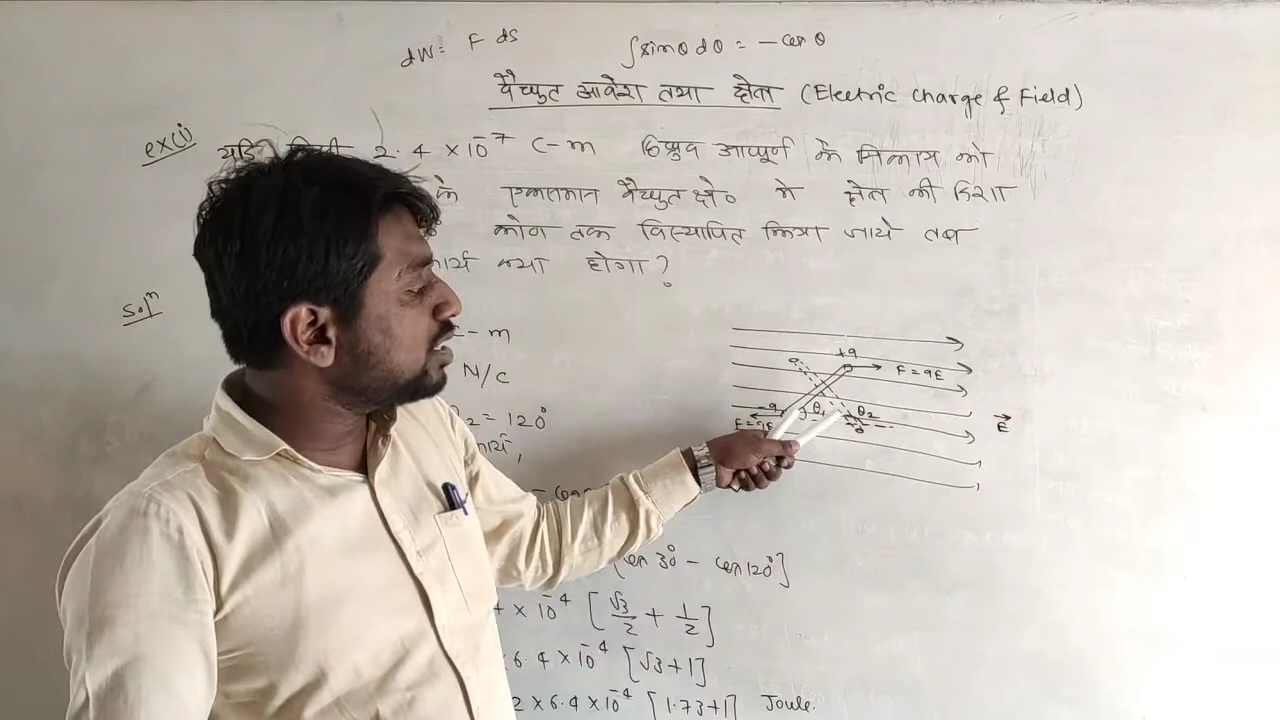 dW = F ds ∫sinθ dθ = -cos θ
वैद्युत आवेश तथा क्षेत्र (Electric Charge & Field)
ex(i) यदि किसी 2.4 × 10⁻⁷ C-m द्विध्रुव आघूर्ण के निकाय को
के एकसमान वैद्युत क्षे० मे क्षेत्र की दिशा
कोण तक विस्थापित किया जाये तब
कार्य क्या होगा ?
Solⁿ
C-m
N/C
θ₂ = 120°
कार्य,
+q
F = qE
-q
F = qE
θ₁
θ₂
E⃗
- cos
[cos 30° - cos 120°]
4 × 10⁻⁴ [√3/2 + 1/2]
6.4 × 10⁻⁴ [√3+1]
2 × 6.4 × 10⁻⁴ [1.73+1] Joule.